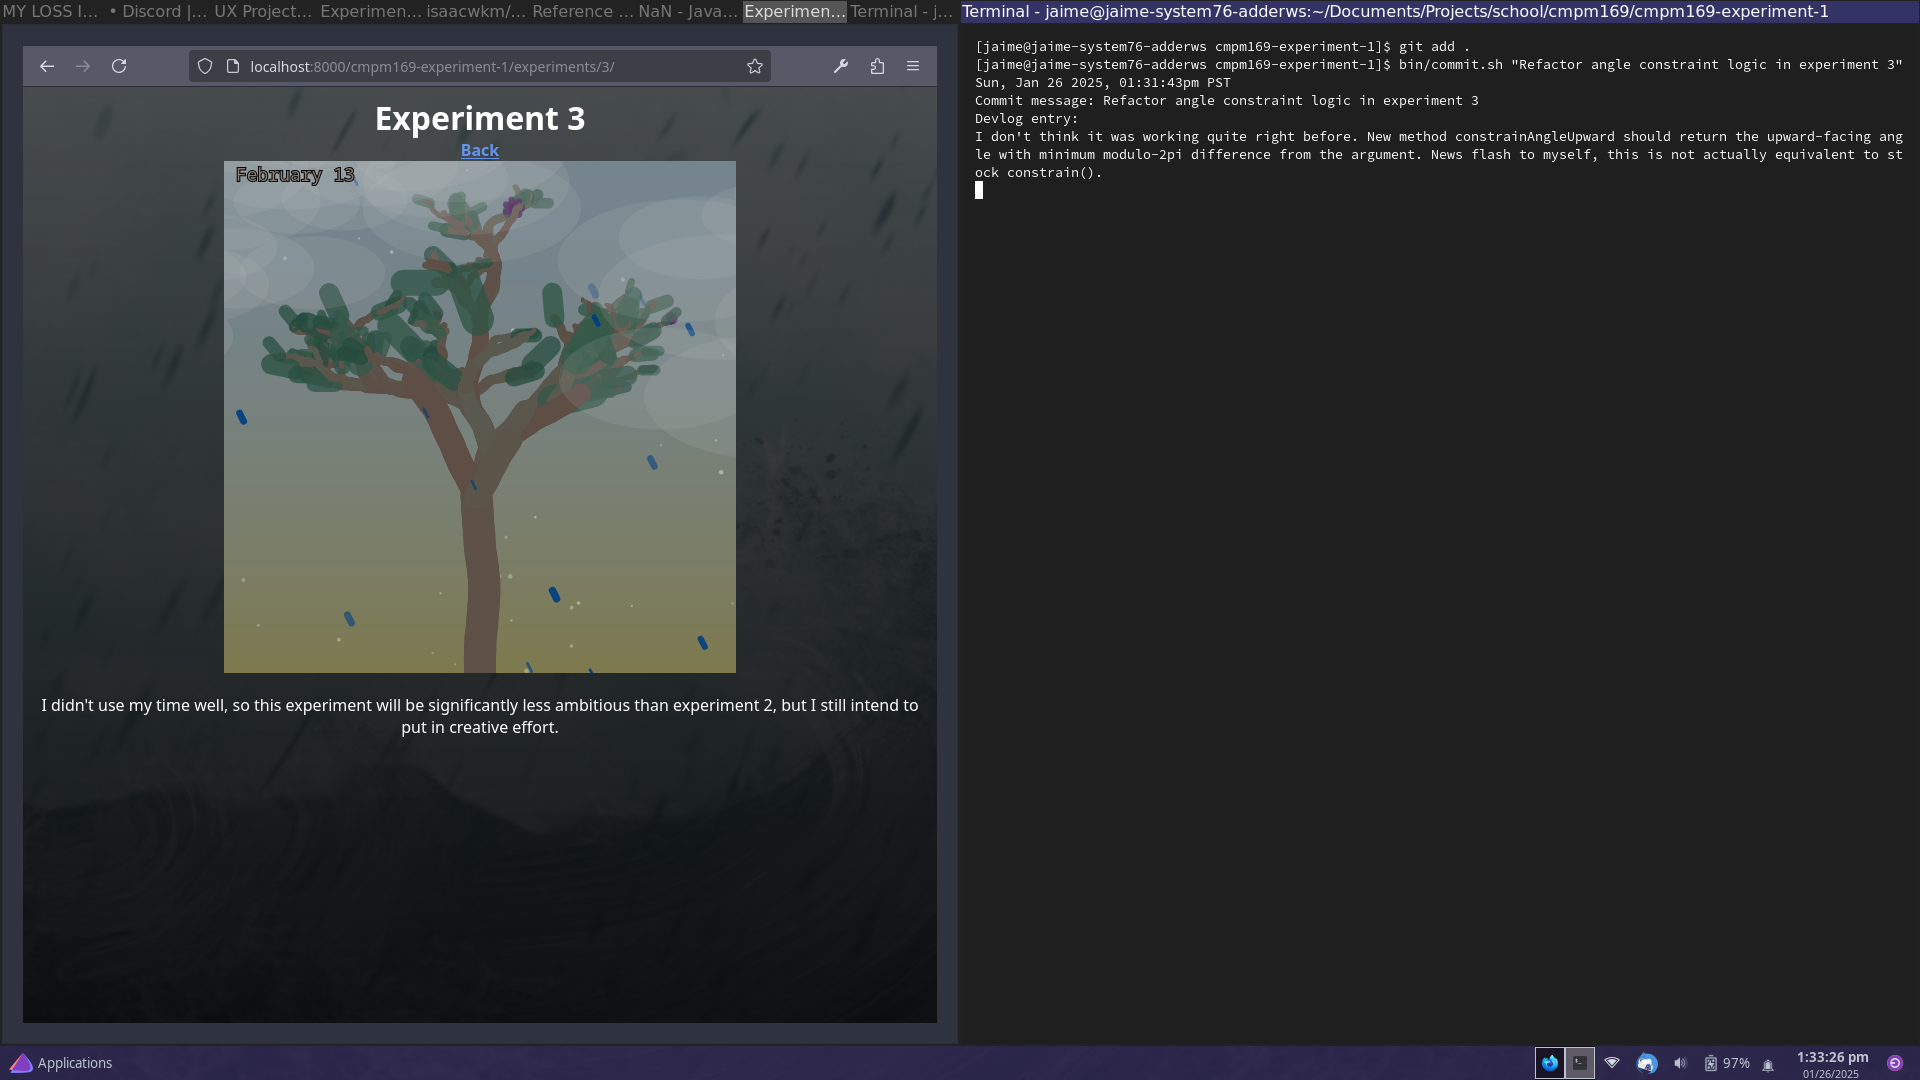 MY LOSS I... • Discord |... UX Project... Experimen... isaacwkm/... Reference ... NaN - Java... Experimen... Terminal - j...
Terminal - jaime@jaime-system76-adderws:~/Documents/Projects/school/cmpm169/cmpm169-experiment-1
localhost:8000/cmpm169-experiment-1/experiments/3/
Experiment 3
Back
February 13
I didn't use my time well, so this experiment will be significantly less ambitious than experiment 2, but I still intend to
put in creative effort.
[jaime@jaime-system76-adderws cmpm169-experiment-1]$ git add .
[jaime@jaime-system76-adderws cmpm169-experiment-1]$ bin/commit.sh "Refactor angle constraint logic in experiment 3"
Sun, Jan 26 2025, 01:31:43pm PST
Commit message: Refactor angle constraint logic in experiment 3
Devlog entry:
I don't think it was working quite right before. New method constrainAngleUpward should return the upward-facing ang
le with minimum modulo-2pi difference from the argument. News flash to myself, this is not actually equivalent to st
ock constrain().
Applications
97%
1:33:26 pm
01/26/2025